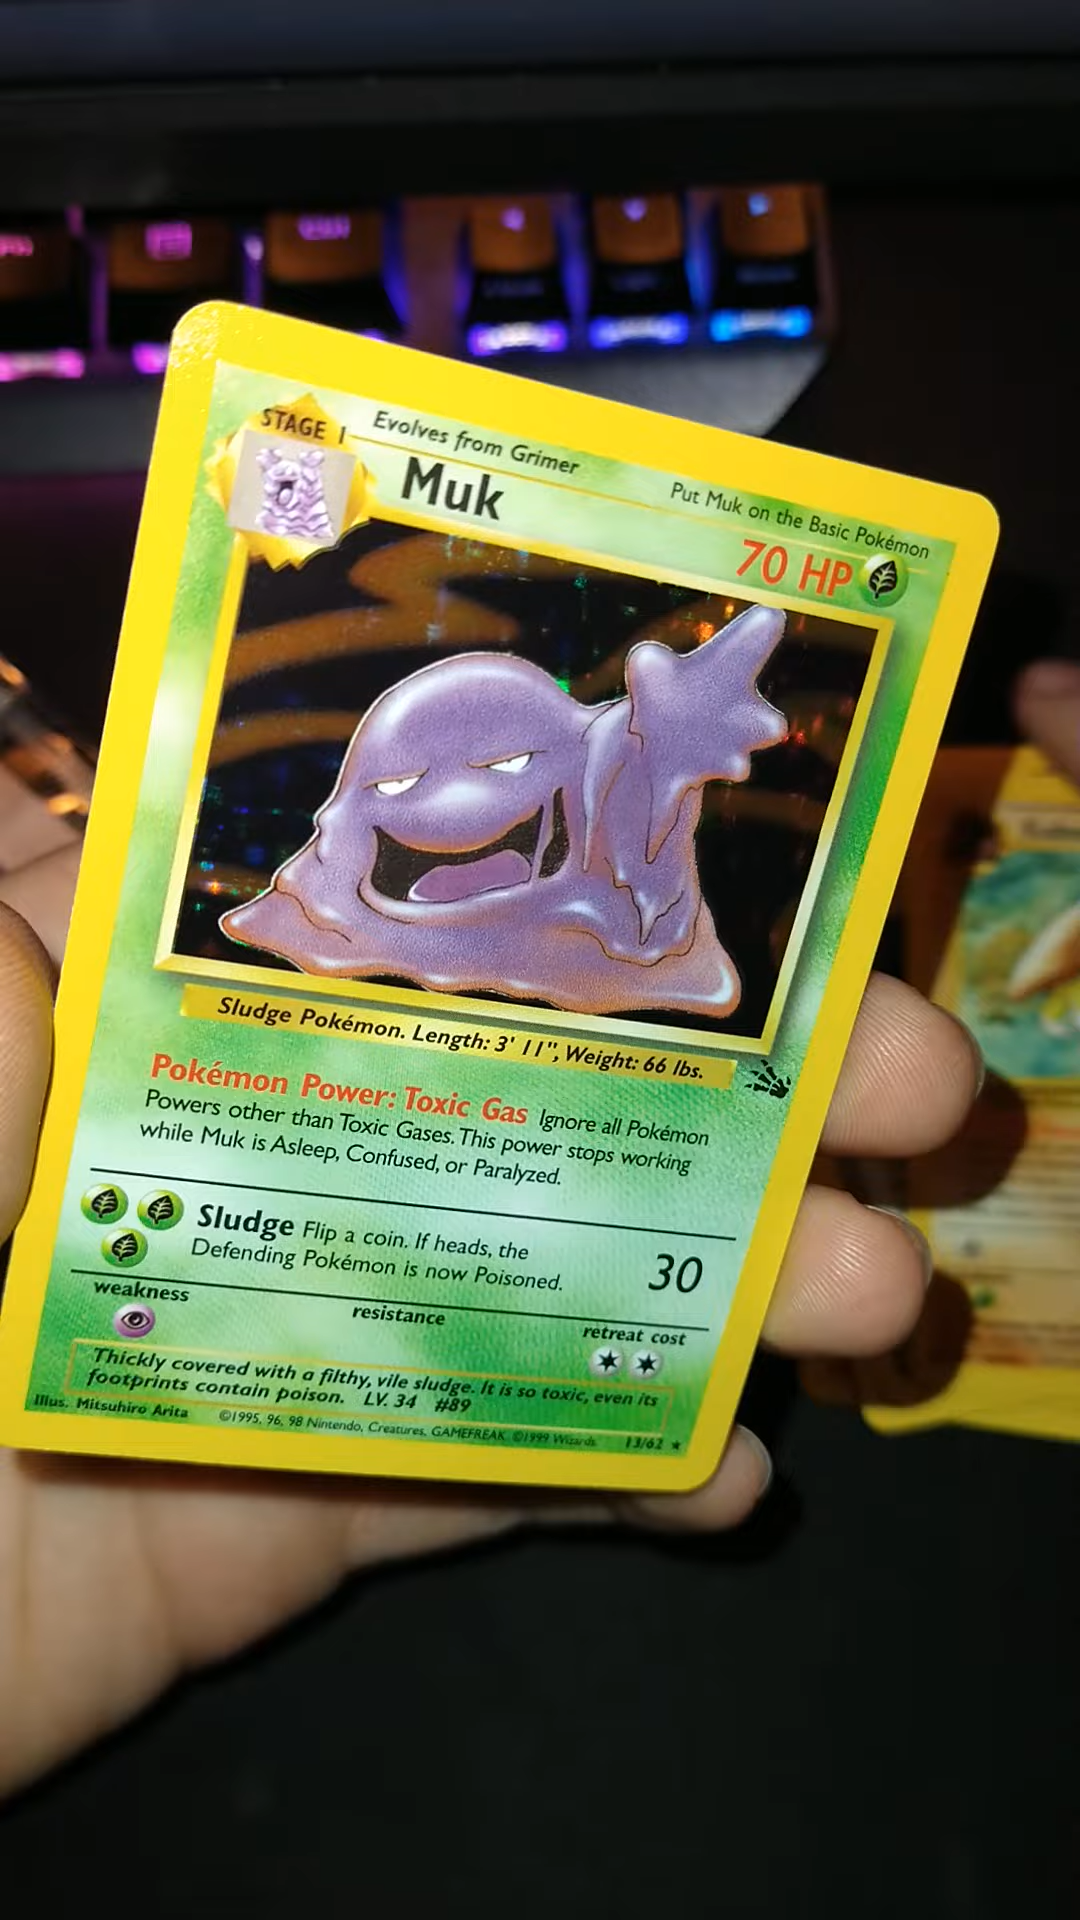 STAGE 1
Evolves from Grimer
Muk
Put Muk on the Basic Pokémon
70 HP
Sludge Pokémon. Length: 3' 11", Weight: 66 lbs.
Pokémon Power: Toxic Gas Ignore all Pokémon
Powers other than Toxic Gases. This power stops working
while Muk is Asleep, Confused, or Paralyzed.
Sludge Flip a coin. If heads, the
Defending Pokémon is now Poisoned.
30
weakness
resistance
retreat cost
Thickly covered with a filthy, vile sludge. It is so toxic, even its
footprints contain poison. LV. 34 #89
Illus. Mitsuhiro Arita ©1995, 96, 98 Nintendo, Creatures, GAMEFREAK. ©1999 Wizards. 13/62